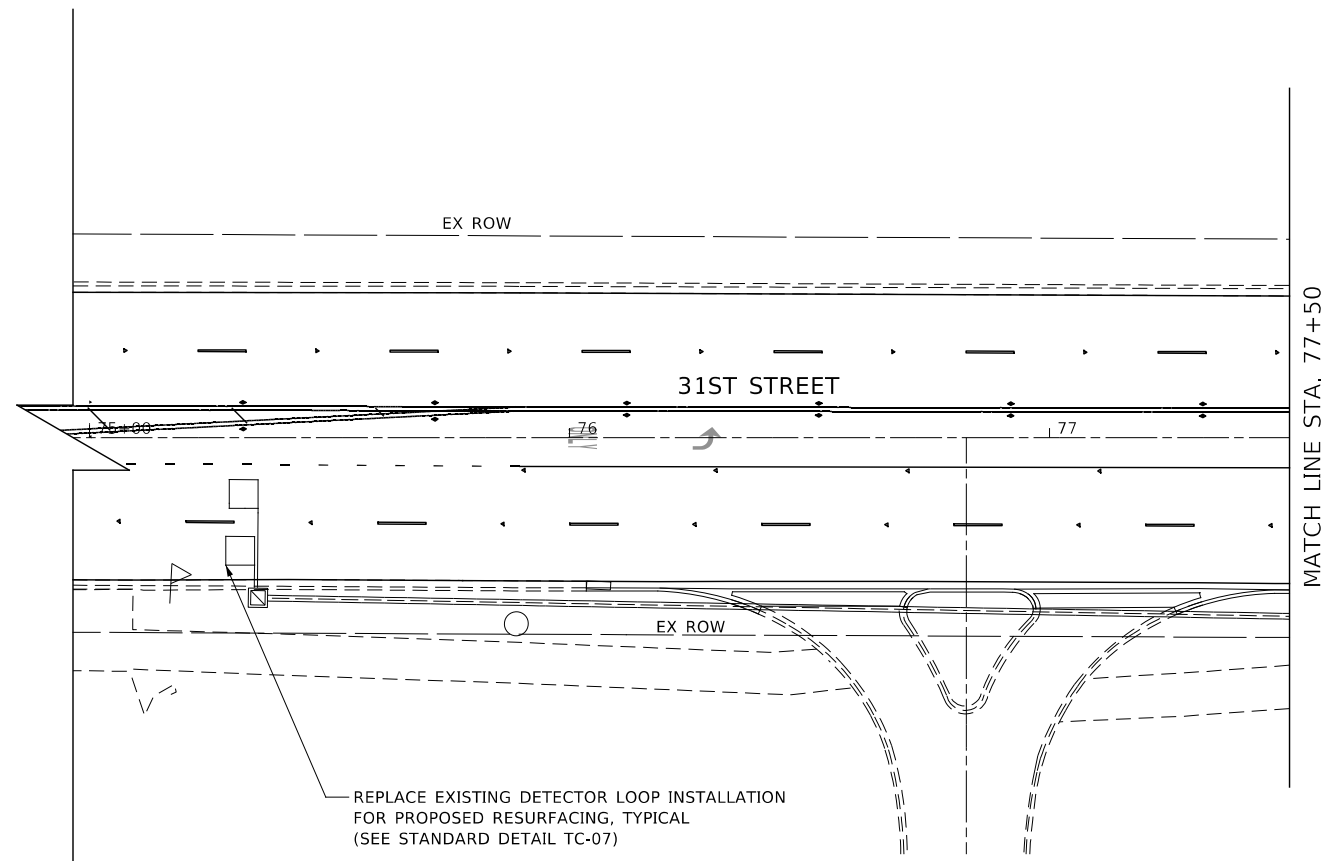 EX ROW
31ST STREET
75+00
76
77
MATCH LINE STA. 77+50
EX ROW
REPLACE EXISTING DETECTOR LOOP INSTALLATION
FOR PROPOSED RESURFACING, TYPICAL
(SEE STANDARD DETAIL TC-07)